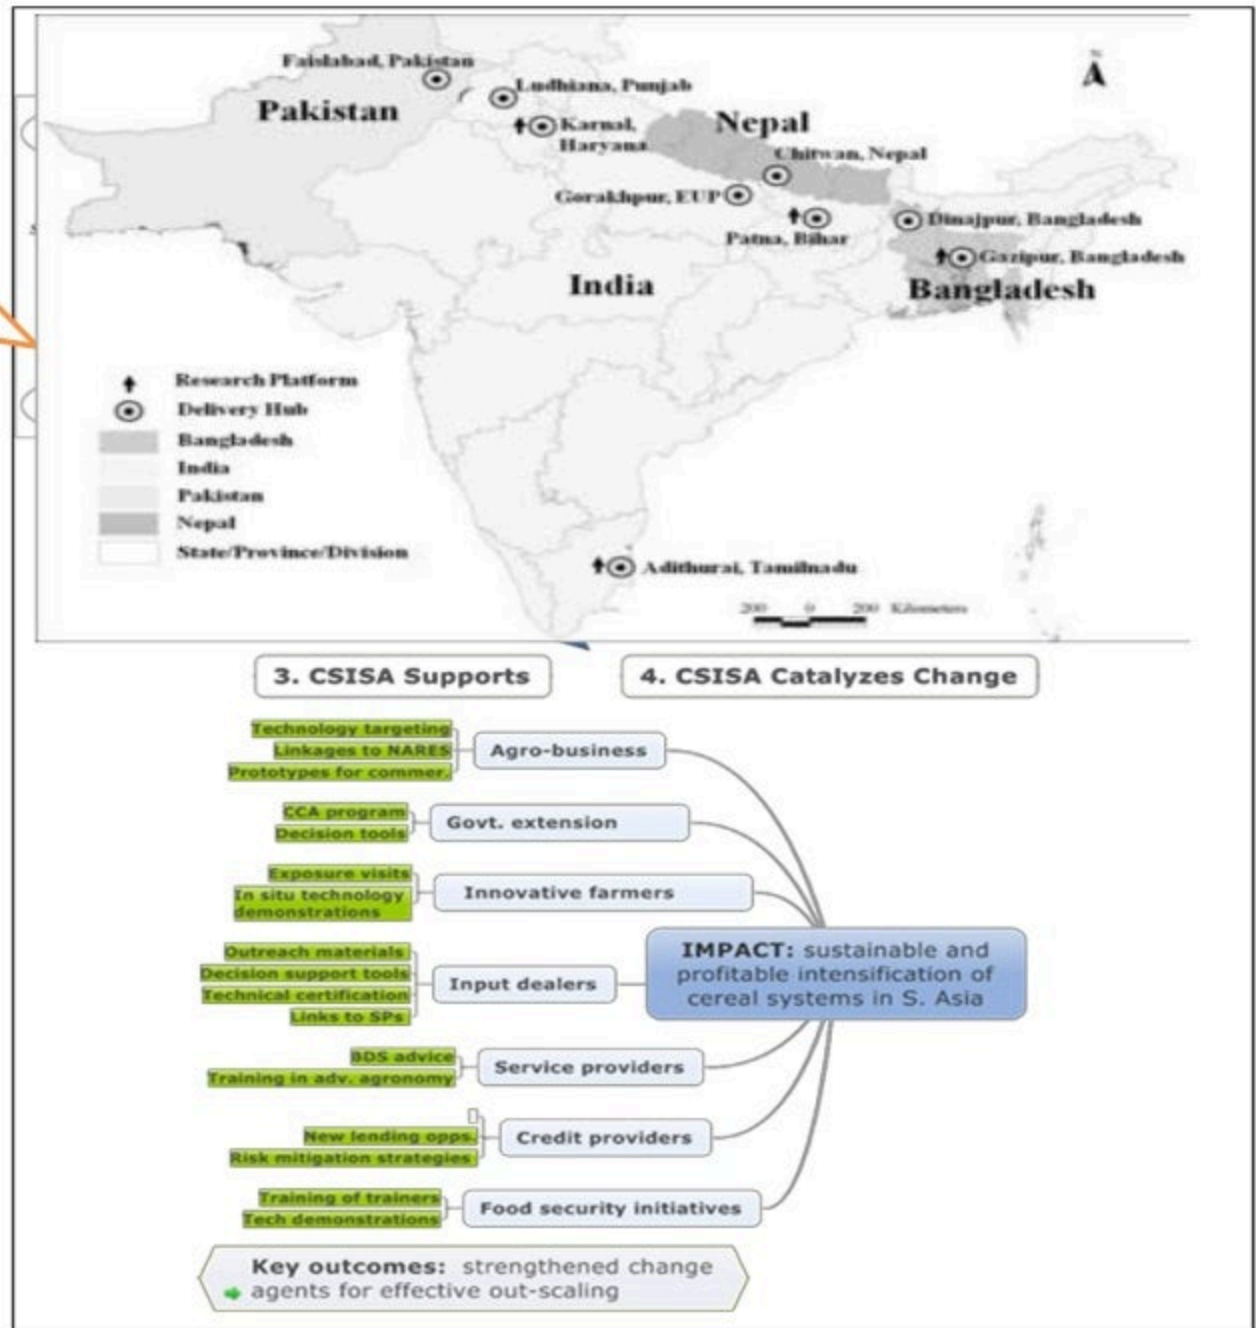 N
Faislabad, Pakistan
Ludhiana, Punjab
Pakistan
Karnal,
Haryana
Nepal
Chitwan, Nepal
Gorakhpur, EUP
Patna, Bihar
Dinajpur, Bangladesh
Gazipur, Bangladesh
India
Bangladesh
Research Platform
Delivery Hub
Bangladesh
India
Pakistan
Nepal
State/Province/Division
Adithurai, Tamilnadu
200 0 200 Kilometers
3. CSISA Supports
4. CSISA Catalyzes Change
Technology targeting
Linkages to NARES
Prototypes for commer.
Agro-business
CCA program
Decision tools
Govt. extension
Exposure visits
In situ technology
demonstrations
Innovative farmers
Outreach materials
Decision support tools
Technical certification
Links to SPs
Input dealers
IMPACT: sustainable and
profitable intensification of
cereal systems in S. Asia
BDS advice
Training in adv. agronomy
Service providers
New lending opps.
Risk mitigation strategies
Credit providers
Training of trainers
Tech demonstrations
Food security initiatives
Key outcomes: strengthened change
agents for effective out-scaling